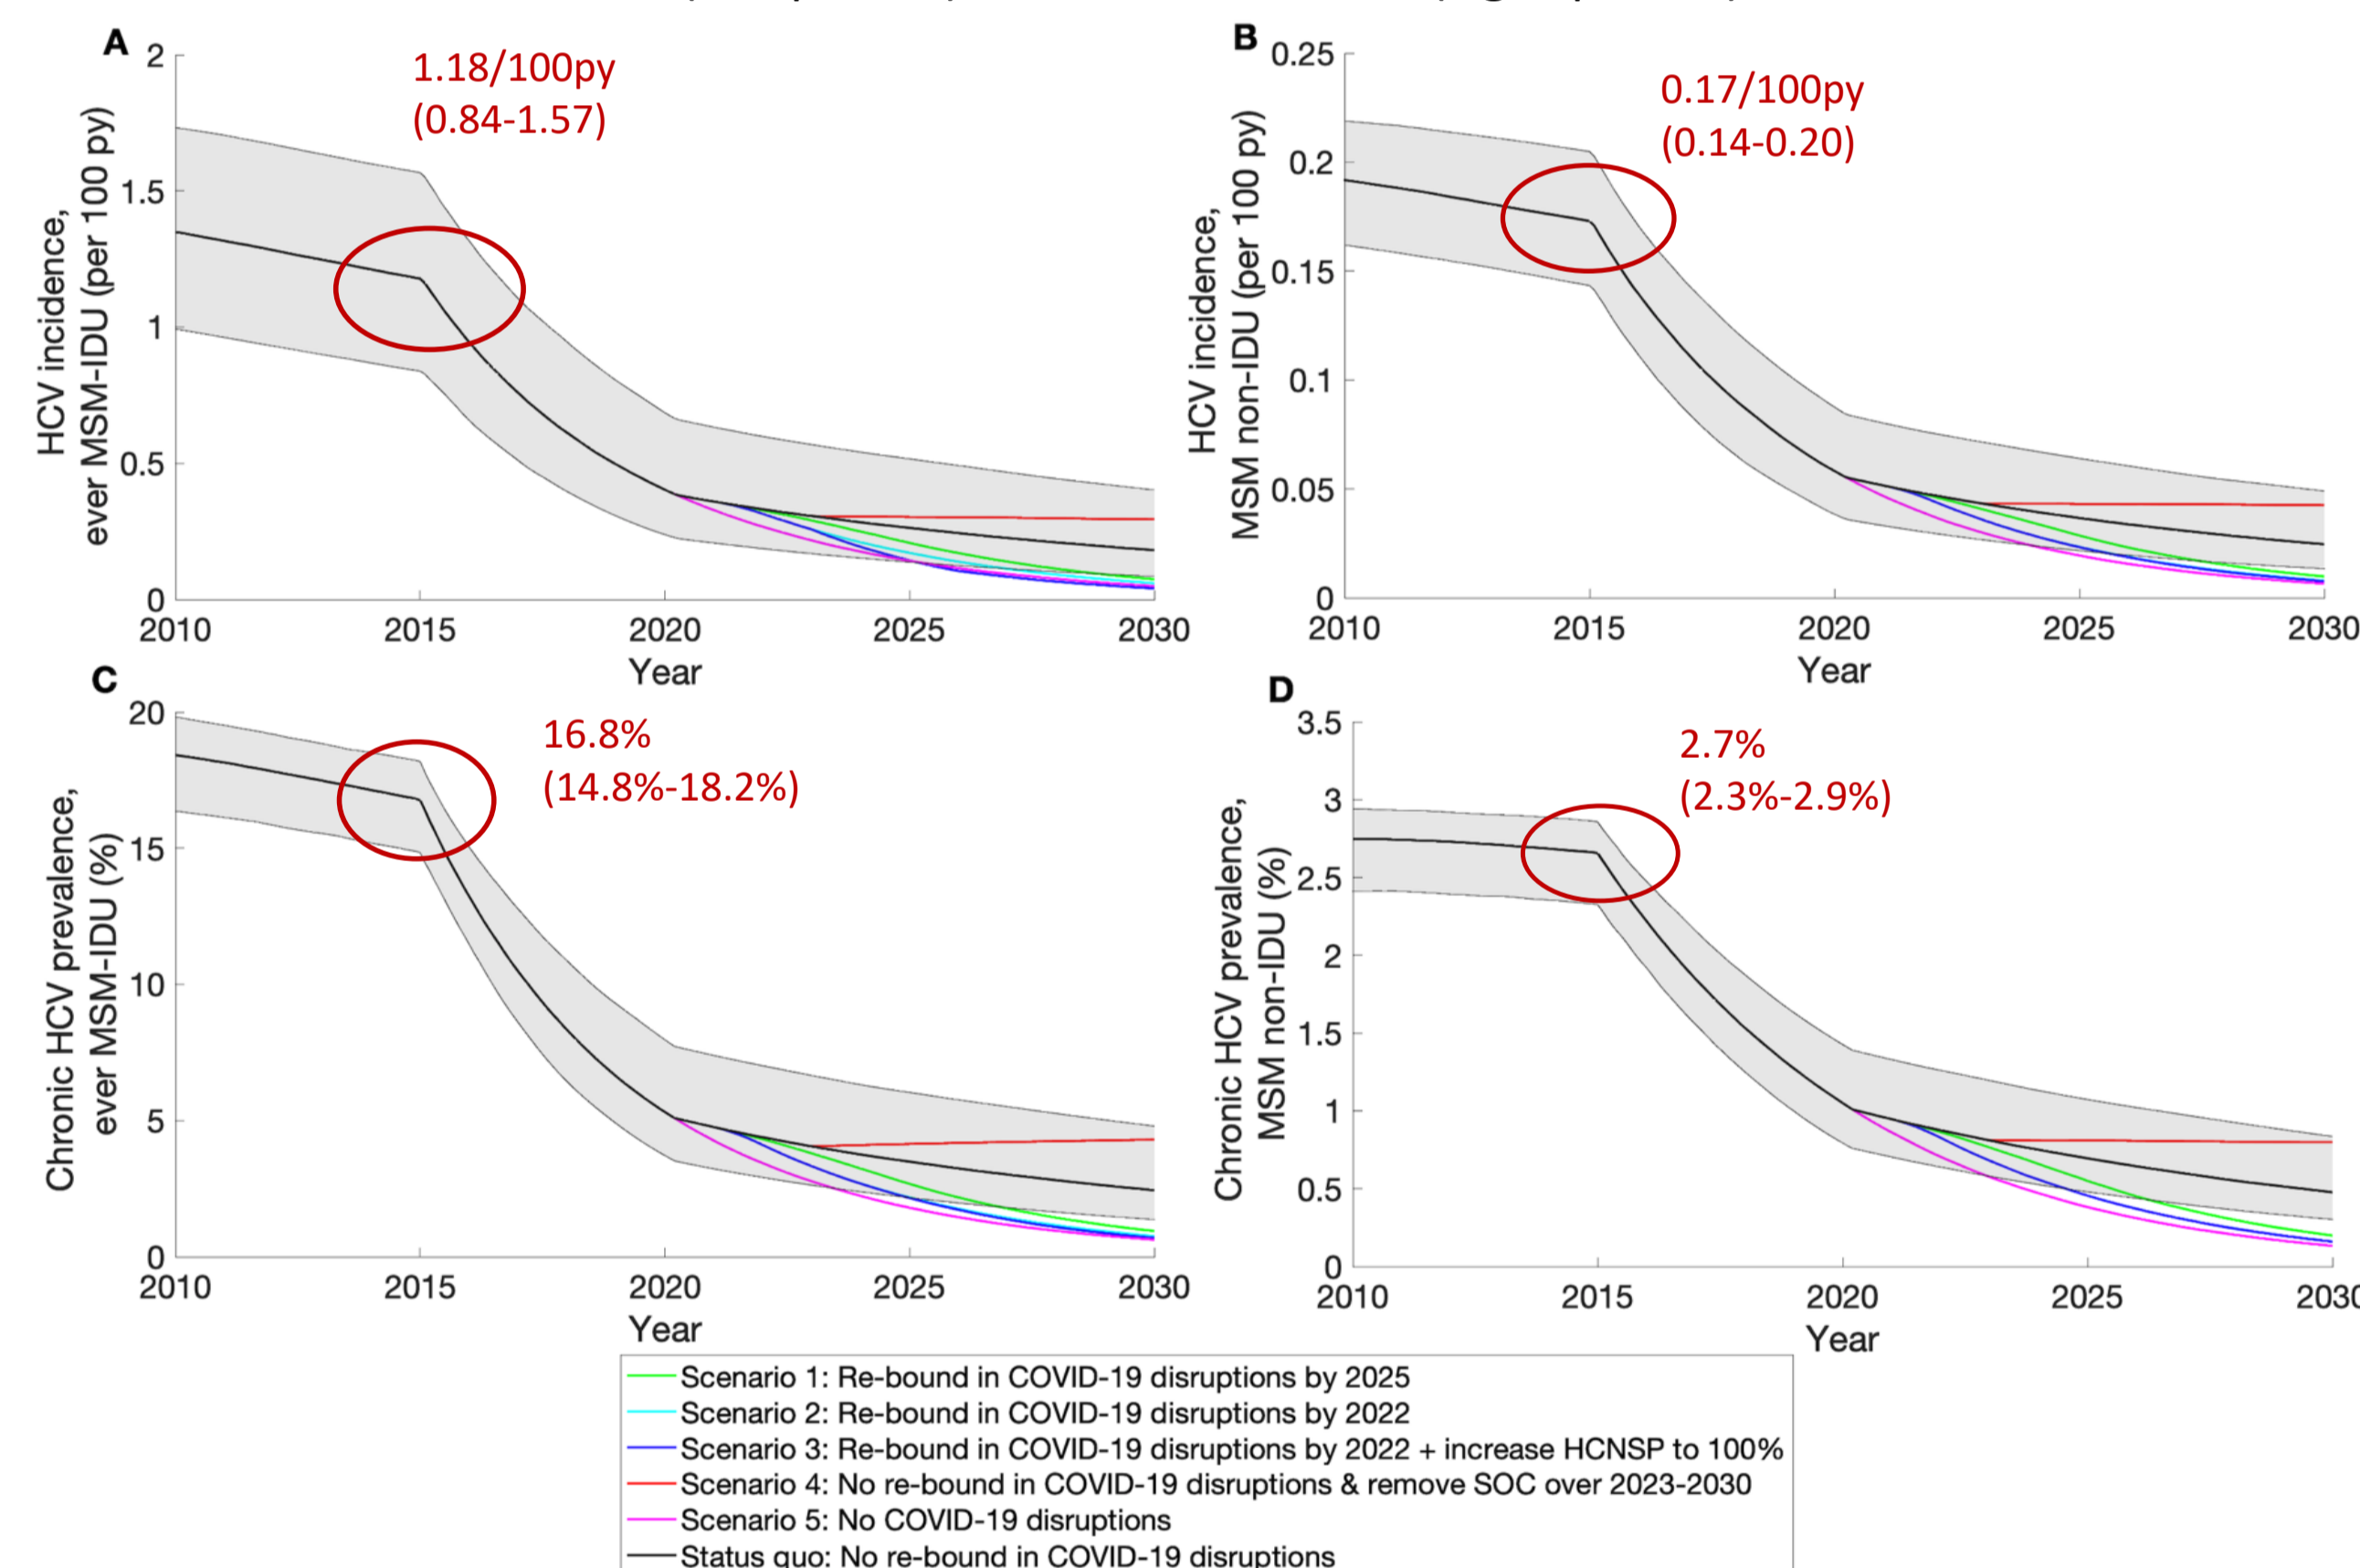 A
2
1.5
1
0.5
0
HCV incidence,
ever MSM-IDU (per 100 py)
1.18/100py
(0.84-1.57)
2010 2015 2020 2025 2030
Year
B
0.25
0.2
0.15
0.1
0.05
0
HCV incidence,
MSM non-IDU (per 100 py)
0.17/100py
(0.14-0.20)
2010 2015 2020 2025 2030
Year
C
20
15
10
5
0
Chronic HCV prevalence,
ever MSM-IDU (%)
16.8%
(14.8%-18.2%)
2010 2015 2020 2025 2030
Year
D
3.5
3
2.5
2
1.5
1
0.5
0
Chronic HCV prevalence,
MSM non-IDU (%)
2.7%
(2.3%-2.9%)
2010 2015 2020 2025 2030
Year
Scenario 1: Re-bound in COVID-19 disruptions by 2025
Scenario 2: Re-bound in COVID-19 disruptions by 2022
Scenario 3: Re-bound in COVID-19 disruptions by 2022 + increase HCNSP to 100%
Scenario 4: No re-bound in COVID-19 disruptions & remove SOC over 2023-2030
Scenario 5: No COVID-19 disruptions
Status quo: No re-bound in COVID-19 disruptions